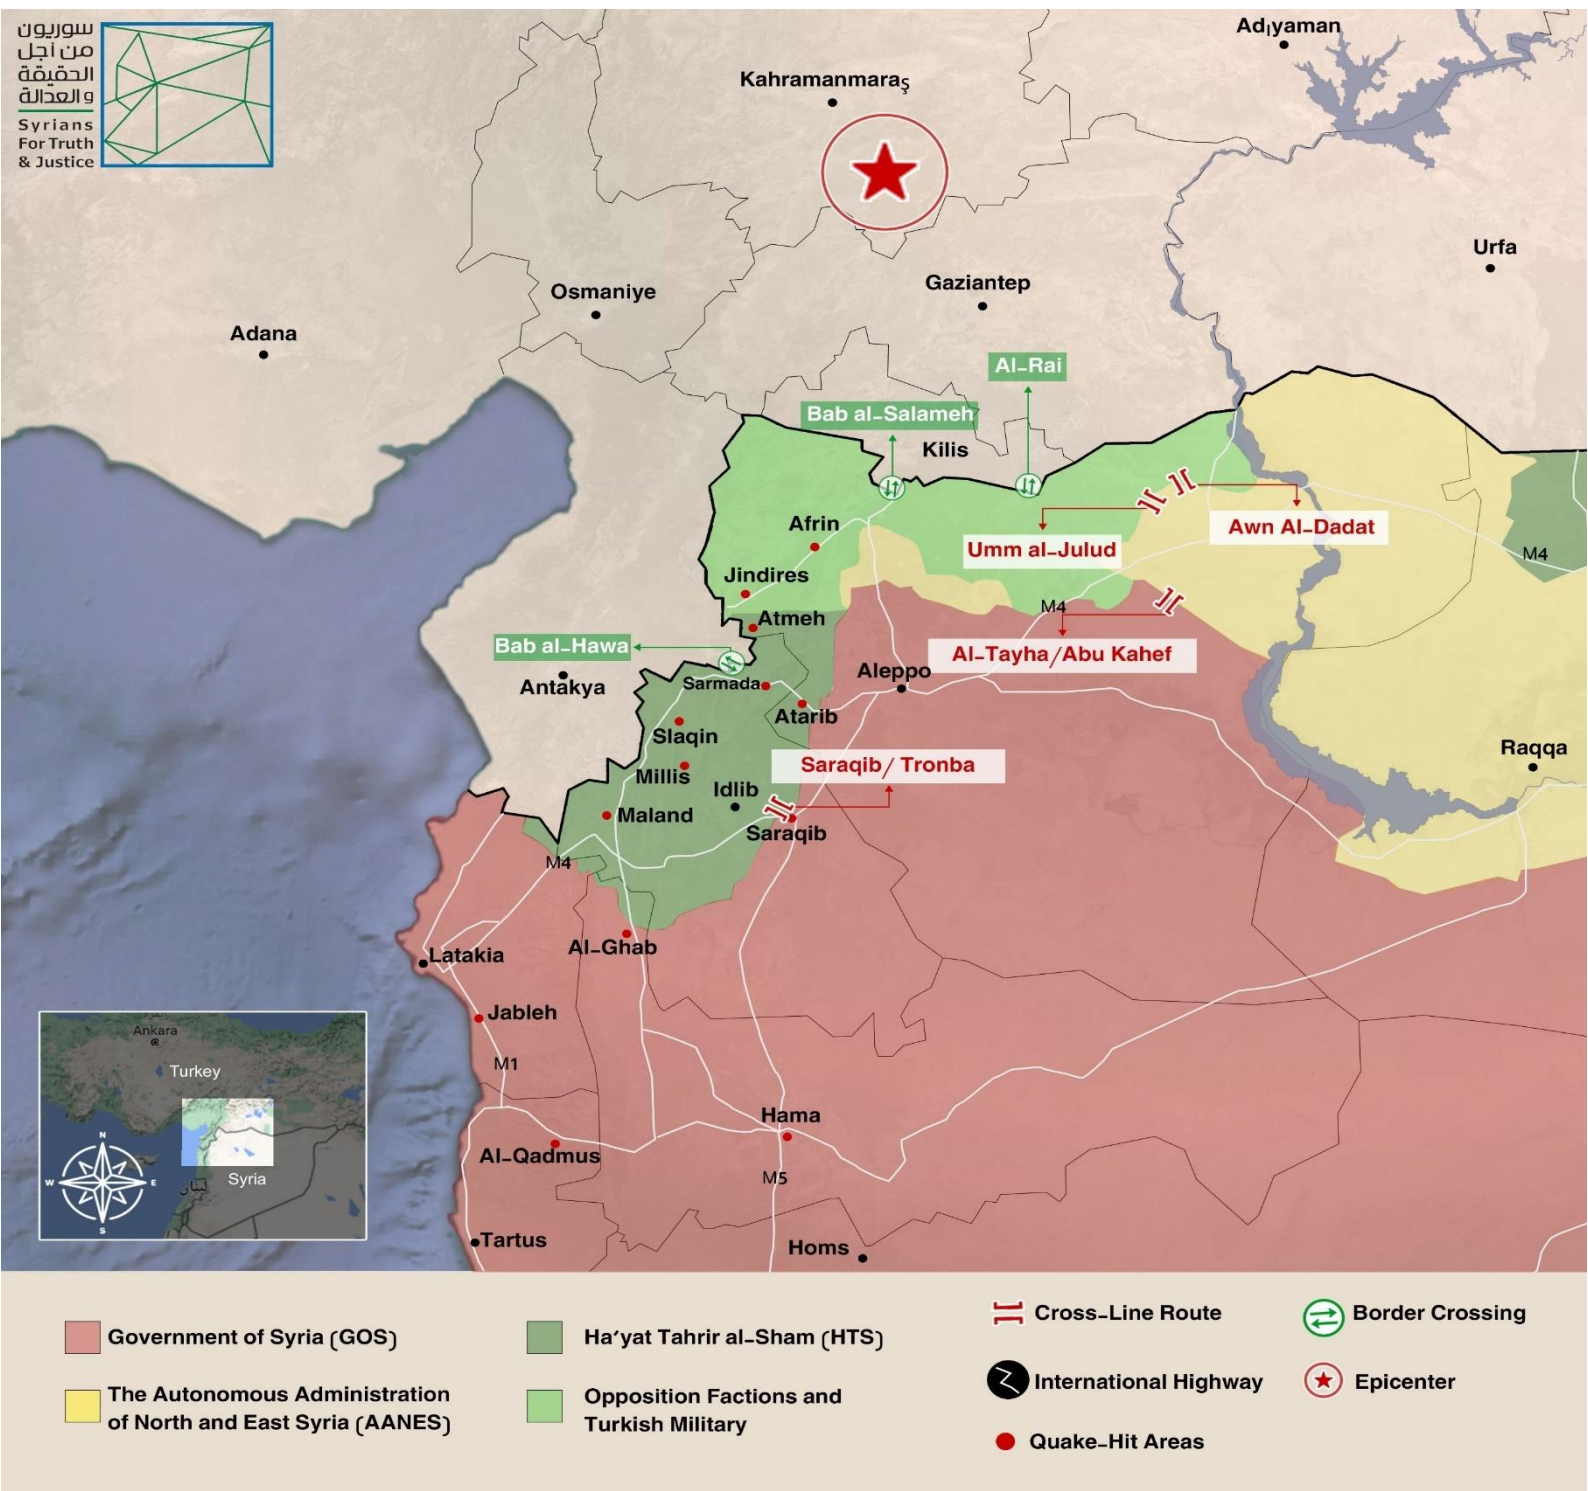 سوريون
من أجل
الحقيقة
والعدالة
Syrians
For Truth
& Justice
Adıyaman
Kahramanmaraş
Urfa
Gaziantep
Osmaniye
Adana
Al-Rai
Bab al-Salameh
Kilis
Afrin
Awn Al-Dadat
Umm al-Julud
M4
Jindires
M4
Atmeh
Bab al-Hawa
Al-Tayha/Abu Kahef
Antakya
Sarmada
Aleppo
Atarib
Slaqin
Raqqa
Saraqib/ Tronba
Millis
Idlib
Maland
Saraqib
M4
Al-Ghab
Latakia
Jableh
M1
Ankara
Turkey
Hama
N
Al-Qadmus
M5
W
E
Syria
لبنان
S
Tartus
Homs
Government of Syria (GOS)
The Autonomous Administration
of North and East Syria (AANES)
Ha'yat Tahrir al-Sham (HTS)
Opposition Factions and
Turkish Military
Cross-Line Route
Border Crossing
International Highway
Epicenter
Quake-Hit Areas